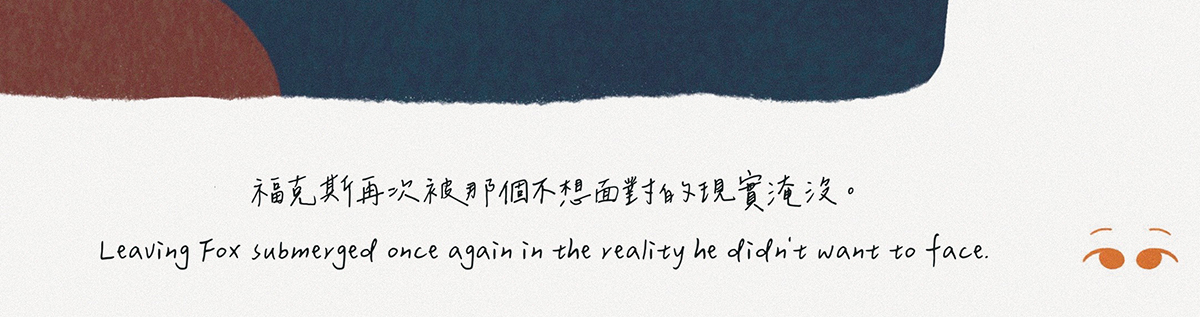 福克斯再次被那個不想面對的現實淹沒。
Leaving Fox submerged once again in the reality he didn't want to face.